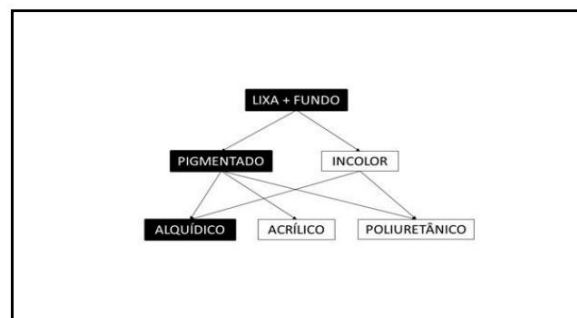 LIXA + FUNDO
PIGMENTADO INCOLOR
ALQUÍDICO ACRÍLICO POLIURETÂNICO